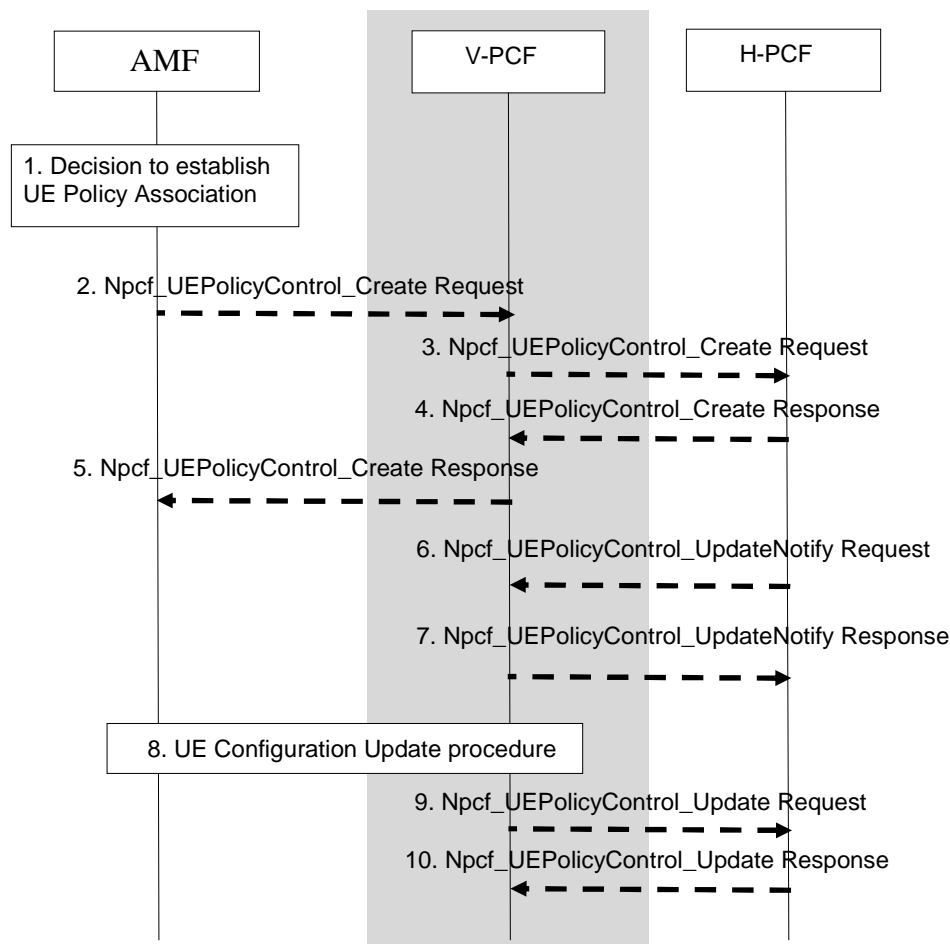 AMF
V-PCF
H-PCF
1. Decision to establish
UE Policy Association
2. Npcf_UEPolicyControl_Create Request
3. Npcf_UEPolicyControl_Create Request
4. Npcf_UEPolicyControl_Create Response
5. Npcf_UEPolicyControl_Create Response
6. Npcf_UEPolicyControl_UpdateNotify Request
7. Npcf_UEPolicyControl_UpdateNotify Response
8. UE Configuration Update procedure
9. Npcf_UEPolicyControl_Update Request
10. Npcf_UEPolicyControl_Update Response